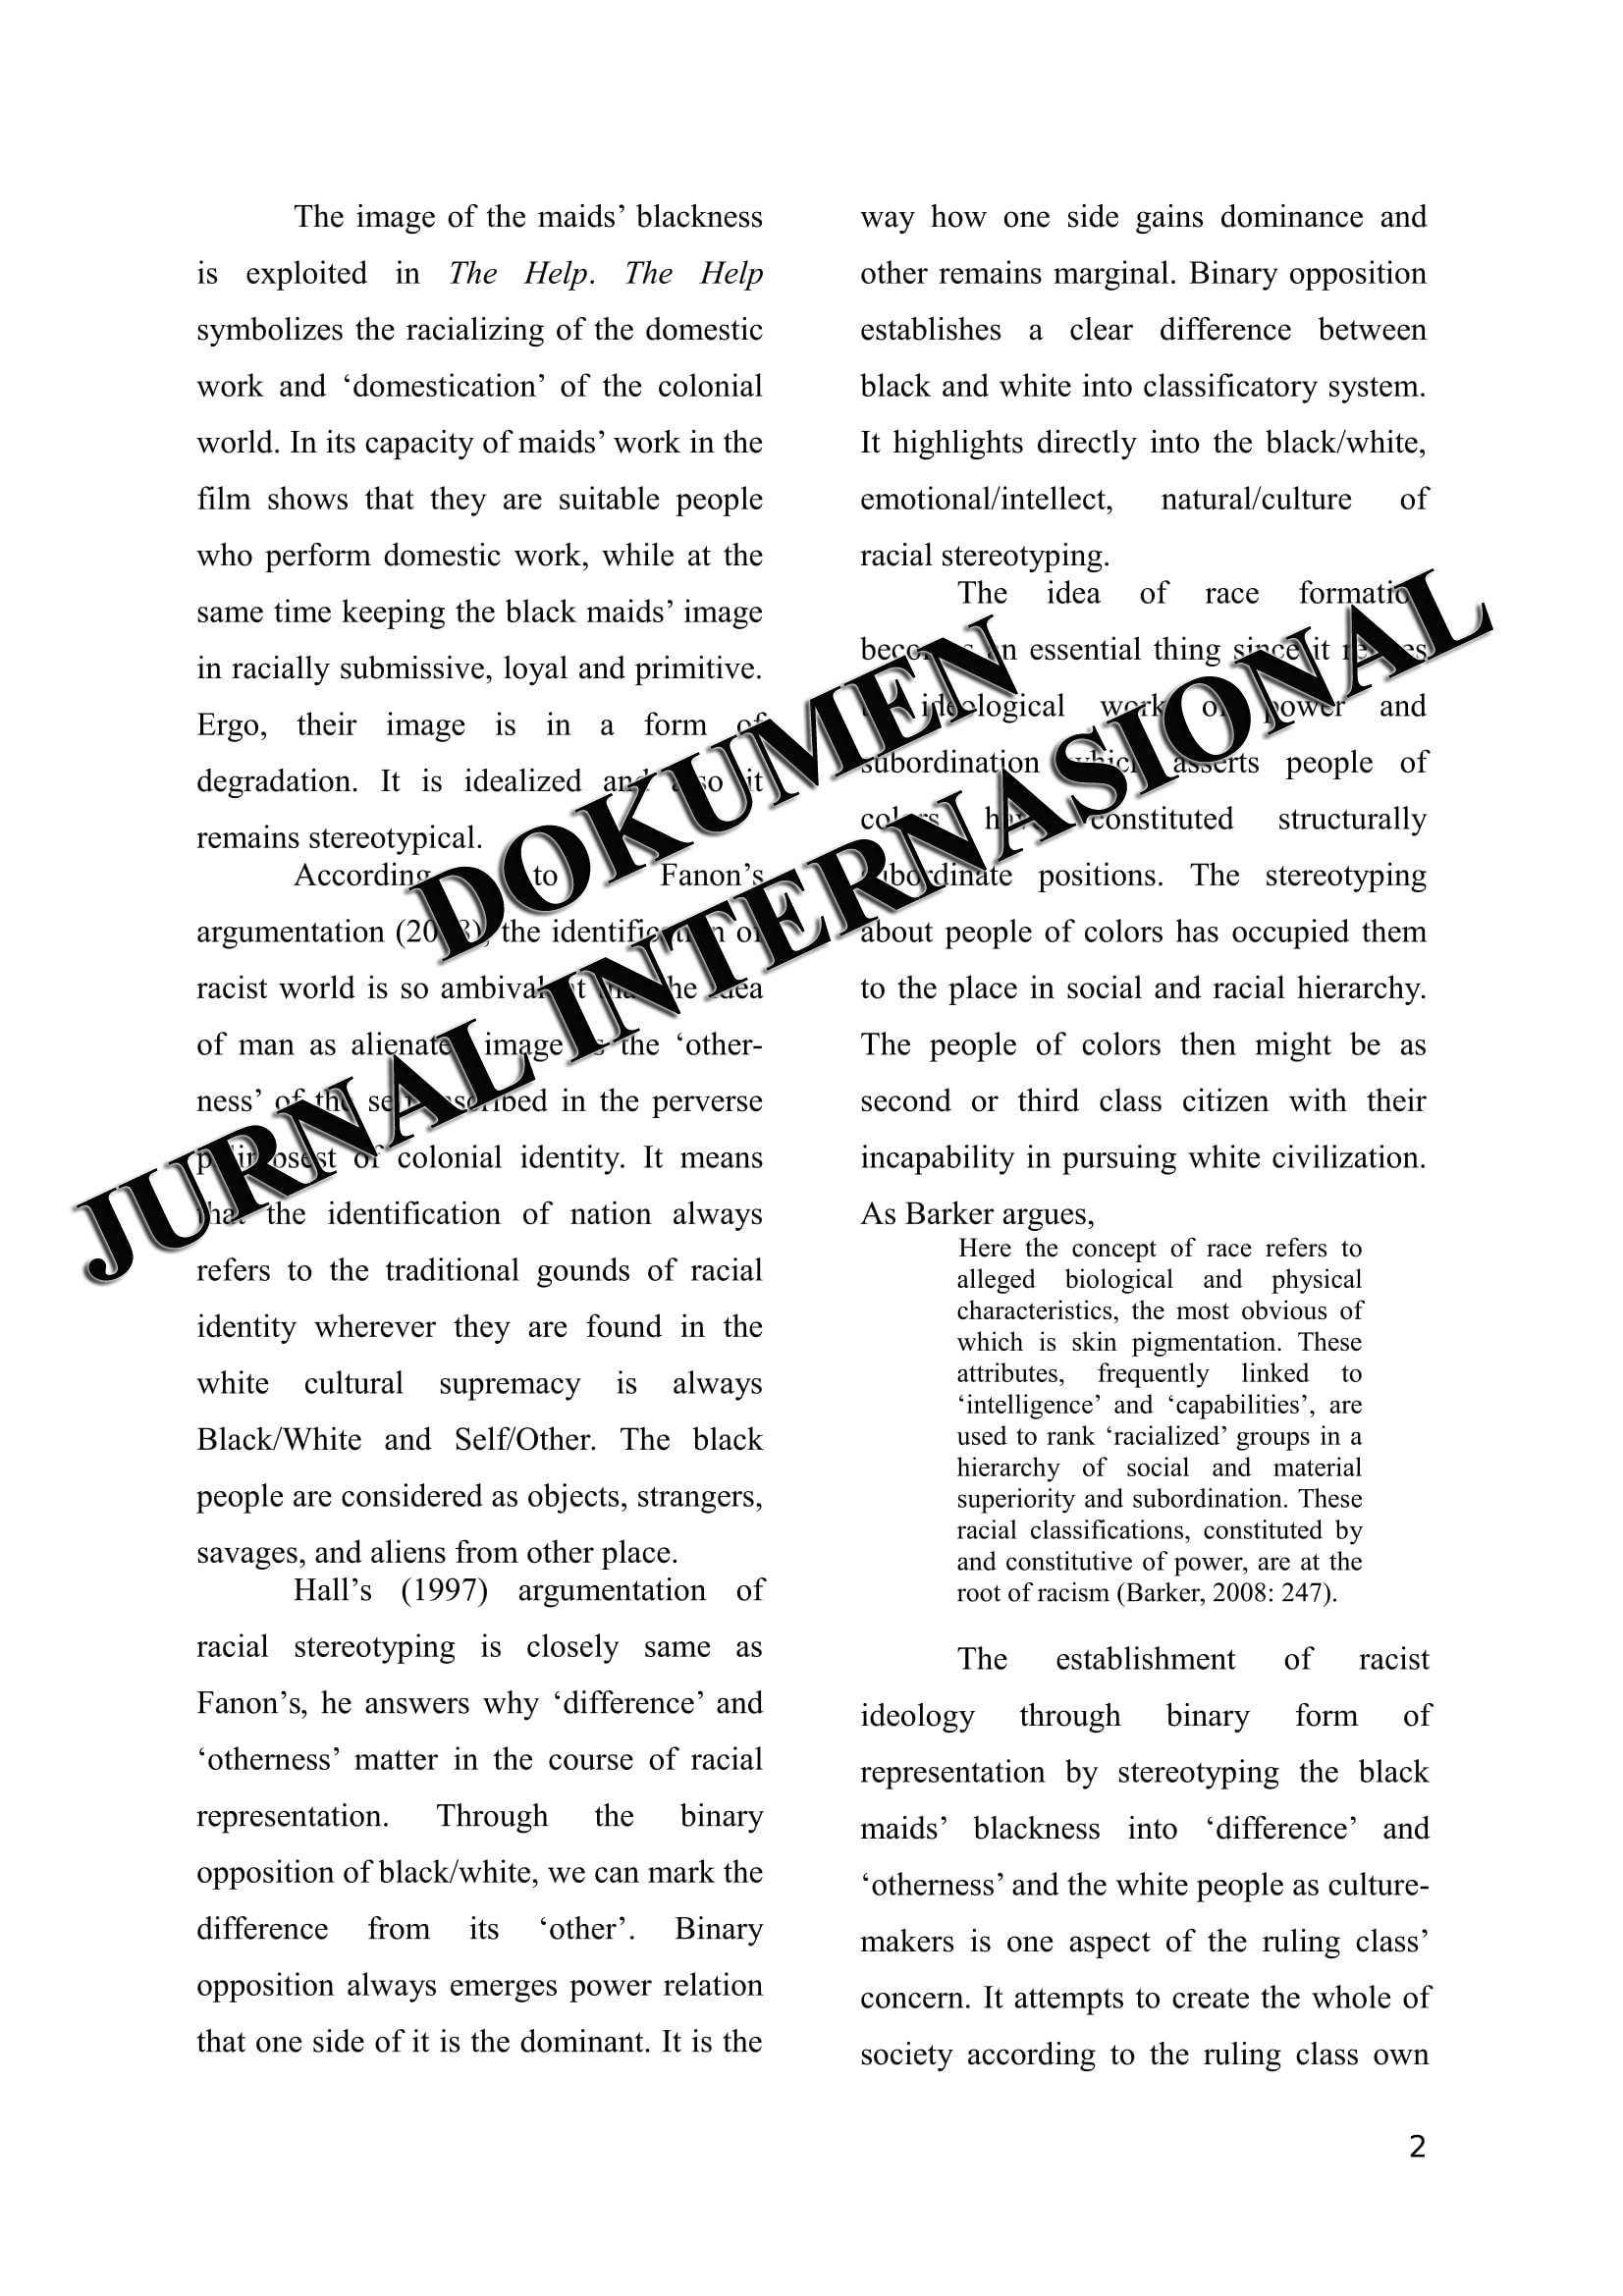 The image of the maids’ blackness
is exploited in The Help. The Help
symbolizes the racializing of the domestic
work and ‘domestication’ of the colonial
world. In its capacity of maids’ work in the
film shows that they are suitable people
who perform domestic work, while at the
same time keeping the black maids’ image
in racially submissive, loyal and primitive.
Ergo, their image is in a form of
degradation. It is idealized and also it
remains stereotypical.
According to Fanon’s
argumentation the identification of
racist world is so ambivalent that the idea
of man as alienated image the ‘other-
ness’ of the self inscribed in the perverse
palimpsest of colonial identity. It means
that the identification of nation always
refers to the traditional gounds of racial
identity wherever they are found in the
white cultural supremacy is always
Black/White and Self/Other. The black
people are considered as objects, strangers,
savages, and aliens from other place.
Hall’s (1997) argumentation of
racial stereotyping is closely same as
Fanon’s, he answers why ‘difference’ and
‘otherness’ matter in the course of racial
representation. Through the binary
opposition of black/white, we can mark the
difference from its ‘other’. Binary
opposition always emerges power relation
that one side of it is the dominant. It is the
way how one side gains dominance and
other remains marginal. Binary opposition
establishes a clear difference between
black and white into classificatory system.
It highlights directly into the black/white,
emotional/intellect, natural/culture of
racial stereotyping.
The idea of race formation
becomes an essential thing since it
ideological work of power and
subordination which asserts people of
colors have constituted structurally
subordinate positions. The stereotyping
about people of colors has occupied them
to the place in social and racial hierarchy.
The people of colors then might be as
second or third class citizen with their
incapability in pursuing white civilization.
As Barker argues,
Here the concept of race refers to
alleged biological and physical
characteristics, the most obvious of
which is skin pigmentation. These
attributes, frequently linked to
‘intelligence’ and ‘capabilities’, are
used to rank ‘racialized’ groups in a
hierarchy of social and material
superiority and subordination. These
racial classifications, constituted by
and constitutive of power, are at the
root of racism (Barker, 2008: 247).
The establishment of racist
ideology through binary form of
representation by stereotyping the black
maids’ blackness into ‘difference’ and
‘otherness’ and the white people as culture-
makers is one aspect of the ruling class’
concern. It attempts to create the whole of
society according to the ruling class own
2
DOKUMEN
JURNAL INTERNASIONAL